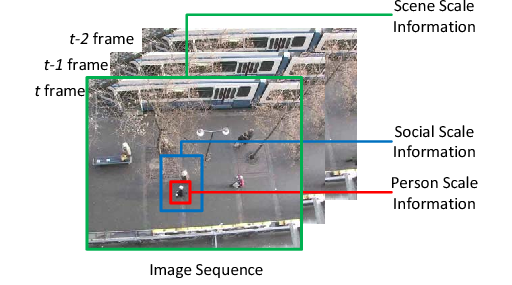 Scene Scale
Information
t-2 frame
t-1 frame
t frame
Social Scale
Information
Person Scale
Information
Image Sequence